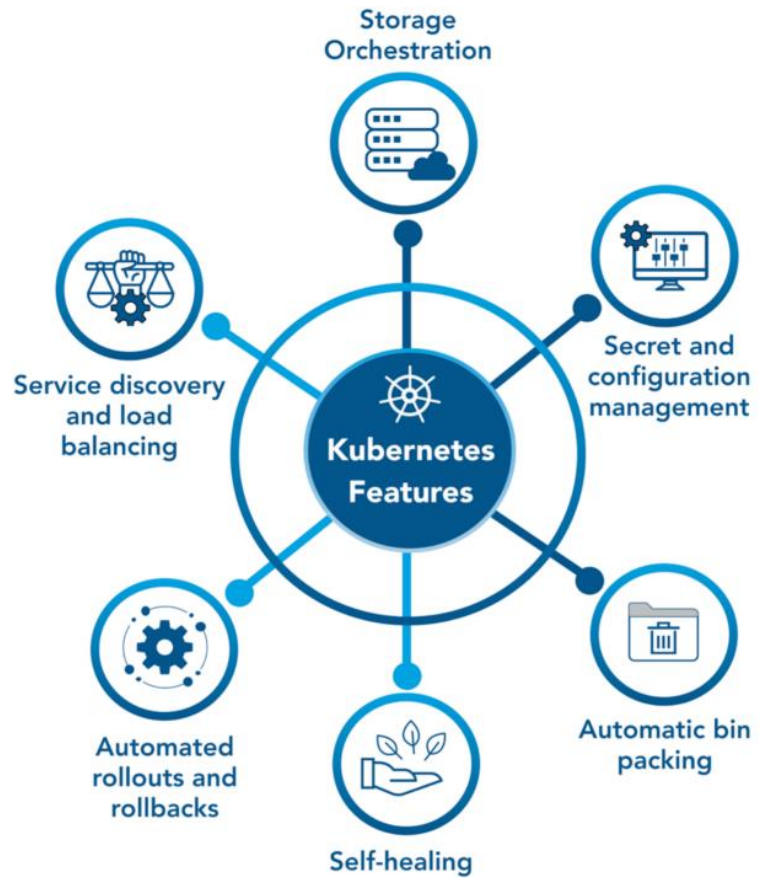 Storage
Orchestration
Secret and
configuration
management
Service discovery
and load
balancing
Kubernetes
Features
Automatic bin
packing
Automated
rollouts and
rollbacks
Self-healing